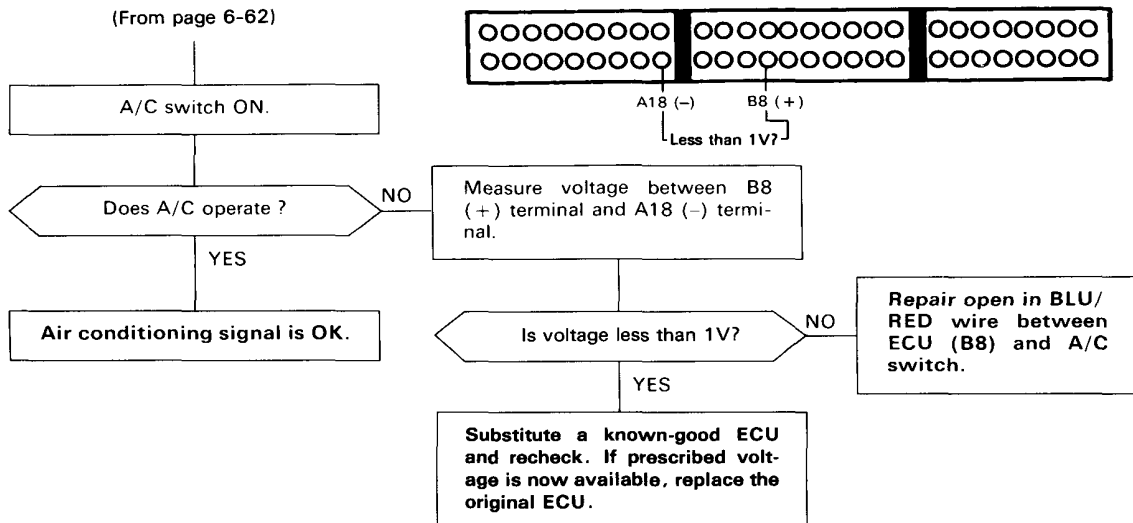 (From page 6-62)
A/C switch ON.
A18 (−)
B8 (+)
Less than 1V?
Does A/C operate ?
NO
Measure voltage between B8
(+) terminal and A18 (−) termi-
nal.
YES
Air conditioning signal is OK.
Is voltage less than 1V?
NO
Repair open in BLU/
RED wire between
ECU (B8) and A/C
switch.
YES
Substitute a known-good ECU
and recheck. If prescribed volt-
age is now available, replace the
original ECU.